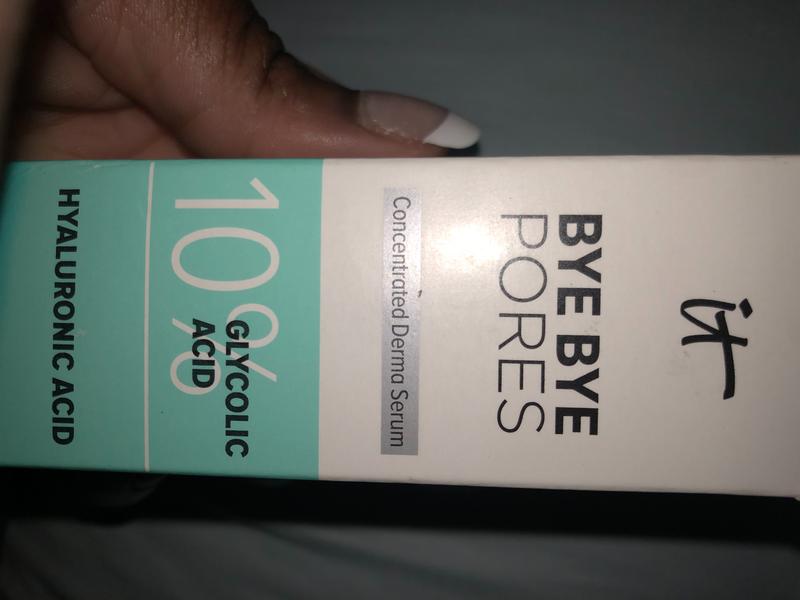 it
BYE BYE
PORES
Concentrated Derma Serum
10%
GLYCOLIC
ACID
HYALURONIC ACID